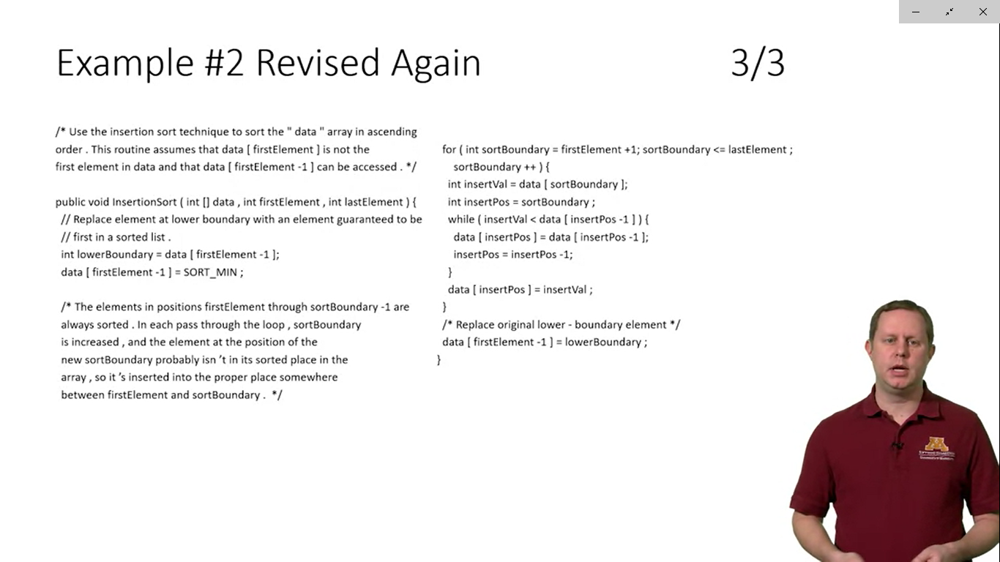 Example #2 Revised Again
3/3
/* Use the insertion sort technique to sort the " data " array in ascending
order . This routine assumes that data [ firstElement ] is not the
first element in data and that data [ firstElement -1 ] can be accessed . */
public void InsertionSort ( int [] data , int firstElement , int lastElement ) {
// Replace element at lower boundary with an element guaranteed to be
// first in a sorted list .
int lowerBoundary = data [ firstElement -1 ];
data [ firstElement -1 ] = SORT_MIN ;
/* The elements in positions firstElement through sortBoundary -1 are
always sorted . In each pass through the loop , sortBoundary
is increased , and the element at the position of the
new sortBoundary probably isn 't in its sorted place in the
array , so it 's inserted into the proper place somewhere
between firstElement and sortBoundary . */
for ( int sortBoundary = firstElement +1; sortBoundary <= lastElement ;
sortBoundary ++ ) {
int insertVal = data [ sortBoundary ];
int insertPos = sortBoundary ;
while ( insertVal < data [ insertPos -1 ] ) {
data [ insertPos ] = data [ insertPos -1 ];
insertPos = insertPos -1;
}
data [ insertPos ] = insertVal ;
}
/* Replace original lower - boundary element */
data [ firstElement -1 ] = lowerBoundary ;
}
M